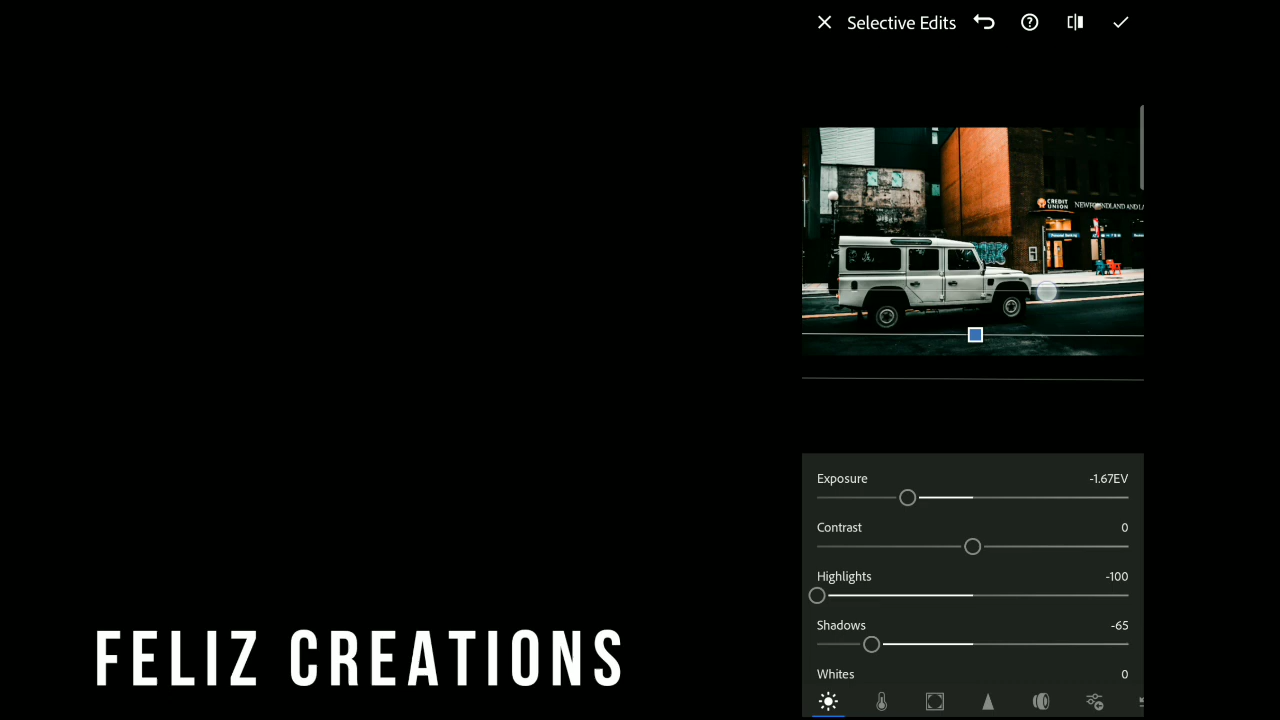 Selective Edits
CREDIT
UNION
NEWFOUNDLAND AND LA
Exposure -1.67EV
Contrast 0
Highlights -100
Shadows -65
Whites 0
FELIZ CREATIONS